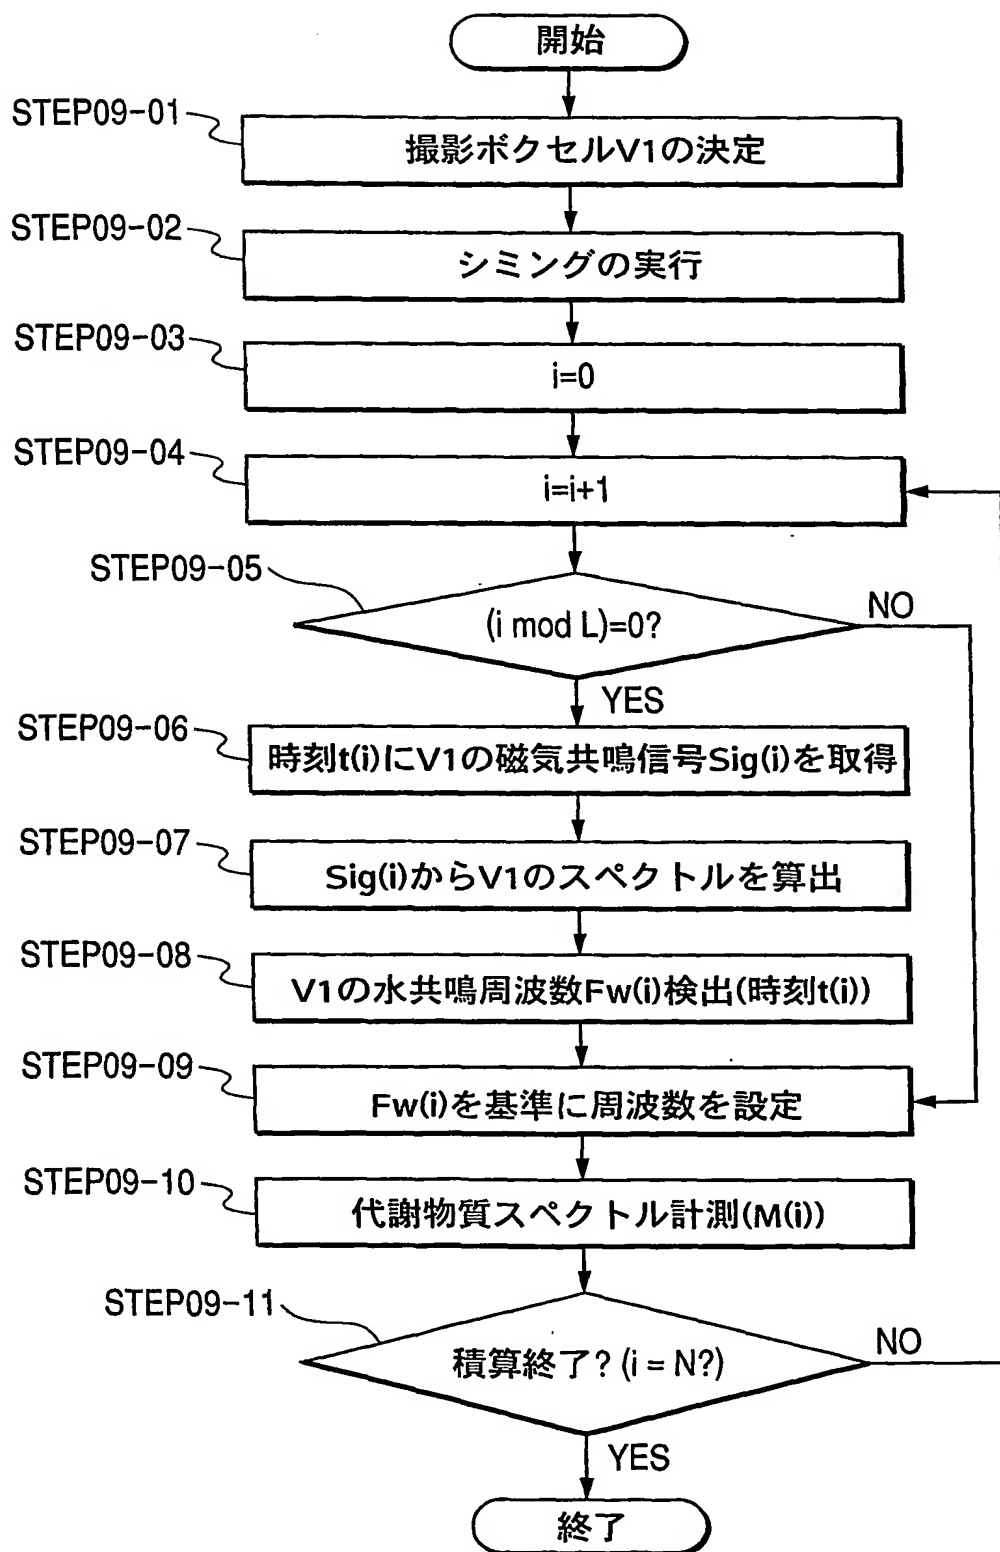 開始
STEP09-01
撮影ボクセルV1の決定
STEP09-02
シミングの実行
STEP09-03
i=0
STEP09-04
i=i+1
STEP09-05
(i mod L)=0?
NO
YES
STEP09-06
時刻t(i)にV1の磁気共鳴信号Sig(i)を取得
STEP09-07
Sig(i)からV1のスペクトルを算出
STEP09-08
V1の水共鳴周波数Fw(i)検出(時刻t(i))
STEP09-09
Fw(i)を基準に周波数を設定
STEP09-10
代謝物質スペクトル計測(M(i))
STEP09-11
積算終了? (i = N?)
NO
YES
終了